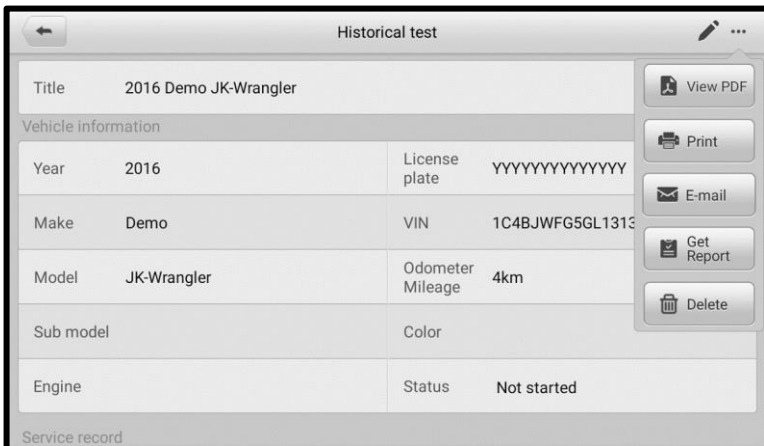 Historical test
Title 2016 Demo JK-Wrangler
View PDF
Vehicle information
Print
Year 2016 License plate YYYYYYYYYYYYYY
E-mail
Make Demo VIN 1C4BJWFG5GL1313
Get Report
Model JK-Wrangler Odometer Mileage 4km
Delete
Sub model Color
Engine Status Not started
Service record